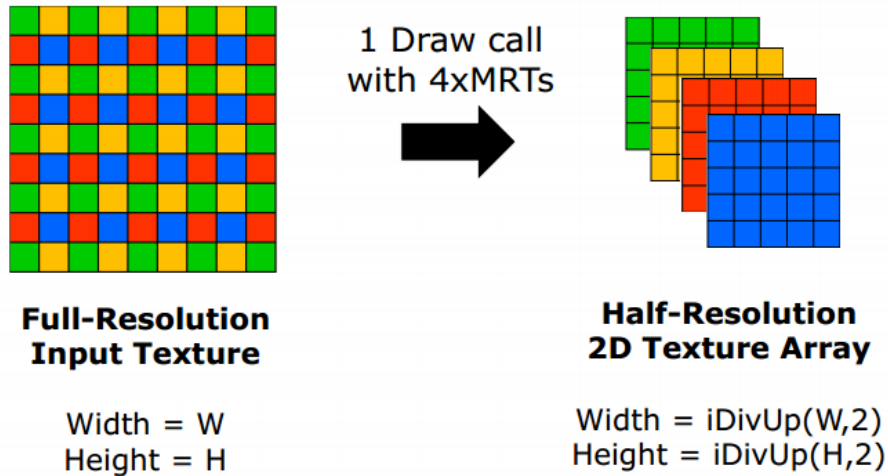 1 Draw call
with 4xMRTs
Full-Resolution
Input Texture
Width = W
Height = H
Half-Resolution
2D Texture Array
Width = iDivUp(W,2)
Height = iDivUp(H,2)